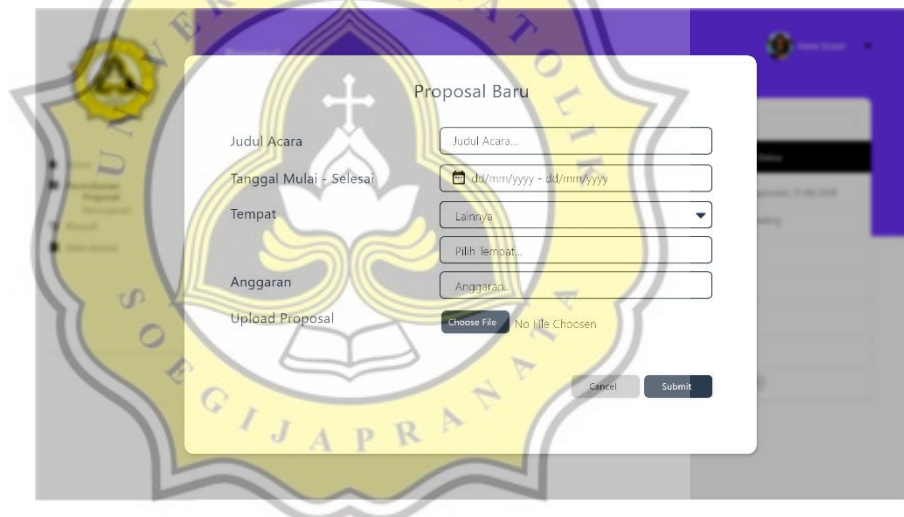 Proposal Baru
Judul Acara
Judul Acara...
Tanggal Mulai - Selesai
dd/mm/yyyy - dd/mm/yyyy
Tempat
Lainnya
Pilih Tempat...
Anggaran
Anggaran
Upload Proposal
Choose File
No File Choosen
Cancel
Submit
SOEGIJAPRANATA